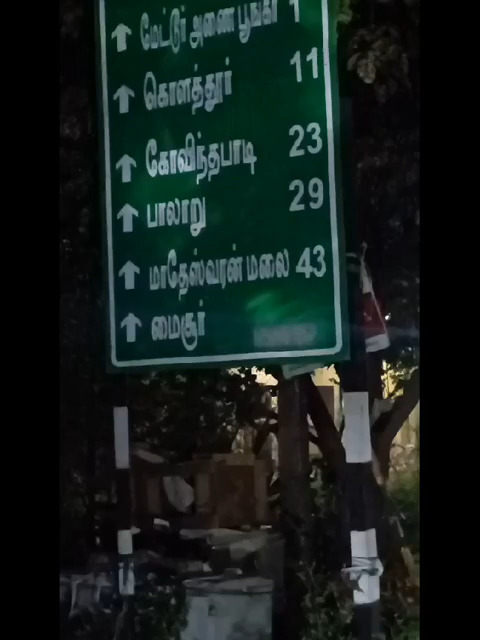 மேட்டூர் அணை பூங்கா 1
கொளத்தூர் 11
கோவிந்தபாடி 23
பாலாறு 29
மாதேஸ்வரன் மலை 43
மைசூர்